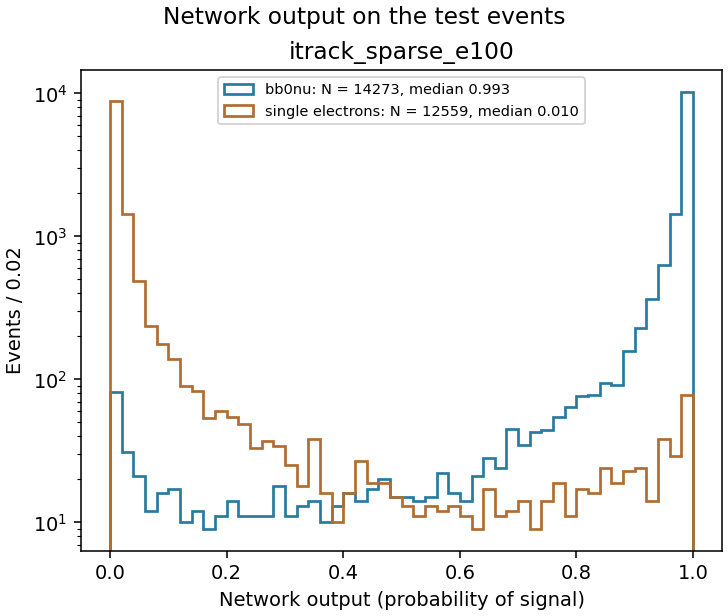 Network output on the test events
itrack_sparse_e100
bb0nu: N = 14273, median 0.993
single electrons: N = 12559, median 0.010
Events / 0.02
10⁴
10³
10²
10¹
0.0 0.2 0.4 0.6 0.8 1.0
Network output (probability of signal)